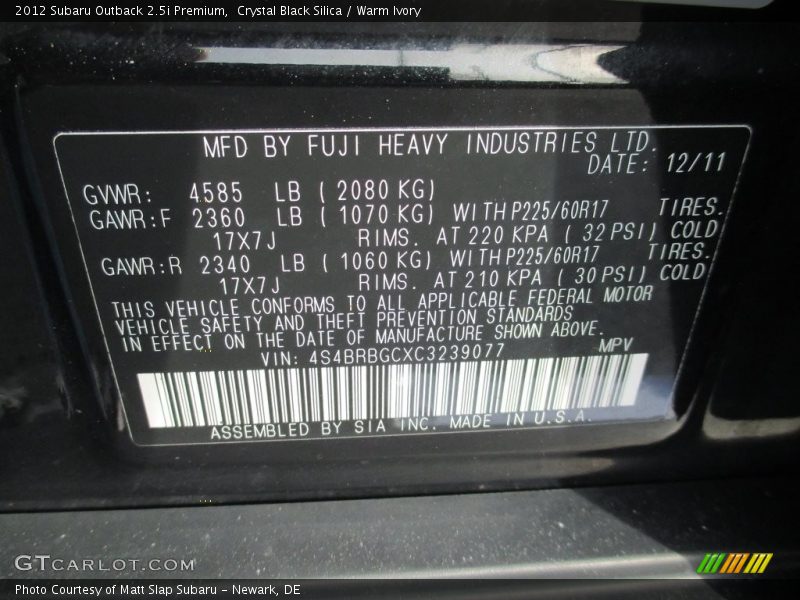 2012 Subaru Outback 2.5i Premium,  Crystal Black Silica / Warm Ivory
MFD BY FUJI HEAVY INDUSTRIES LTD.
DATE: 12/11
GVWR: 4585 LB ( 2080 KG)
GAWR:F 2360 LB ( 1070 KG) WITH P225/60R17 TIRES.
17X7J RIMS. AT 220 KPA ( 32 PSI) COLD
GAWR:R 2340 LB ( 1060 KG) WITH P225/60R17 TIRES.
17X7J RIMS. AT 210 KPA ( 30 PSI) COLD
THIS VEHICLE CONFORMS TO ALL APPLICABLE FEDERAL MOTOR
VEHICLE SAFETY AND THEFT PREVENTION STANDARDS
IN EFFECT ON THE DATE OF MANUFACTURE SHOWN ABOVE.
VIN: 4S4BRBGCXC3239077 MPV
ASSEMBLED BY SIA INC. MADE IN U.S.A.
GTCARLOT.COM
Photo Courtesy of Matt Slap Subaru - Newark, DE